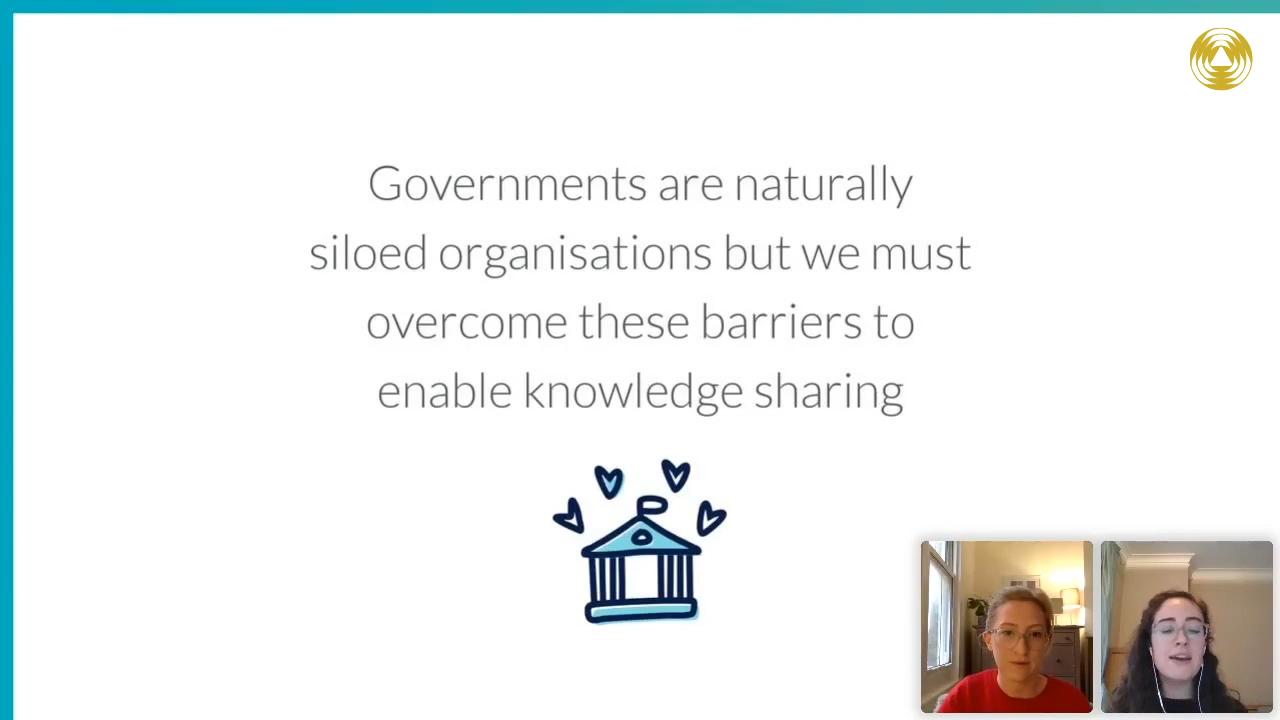 Governments are naturally
siloed organisations but we must
overcome these barriers to
enable knowledge sharing